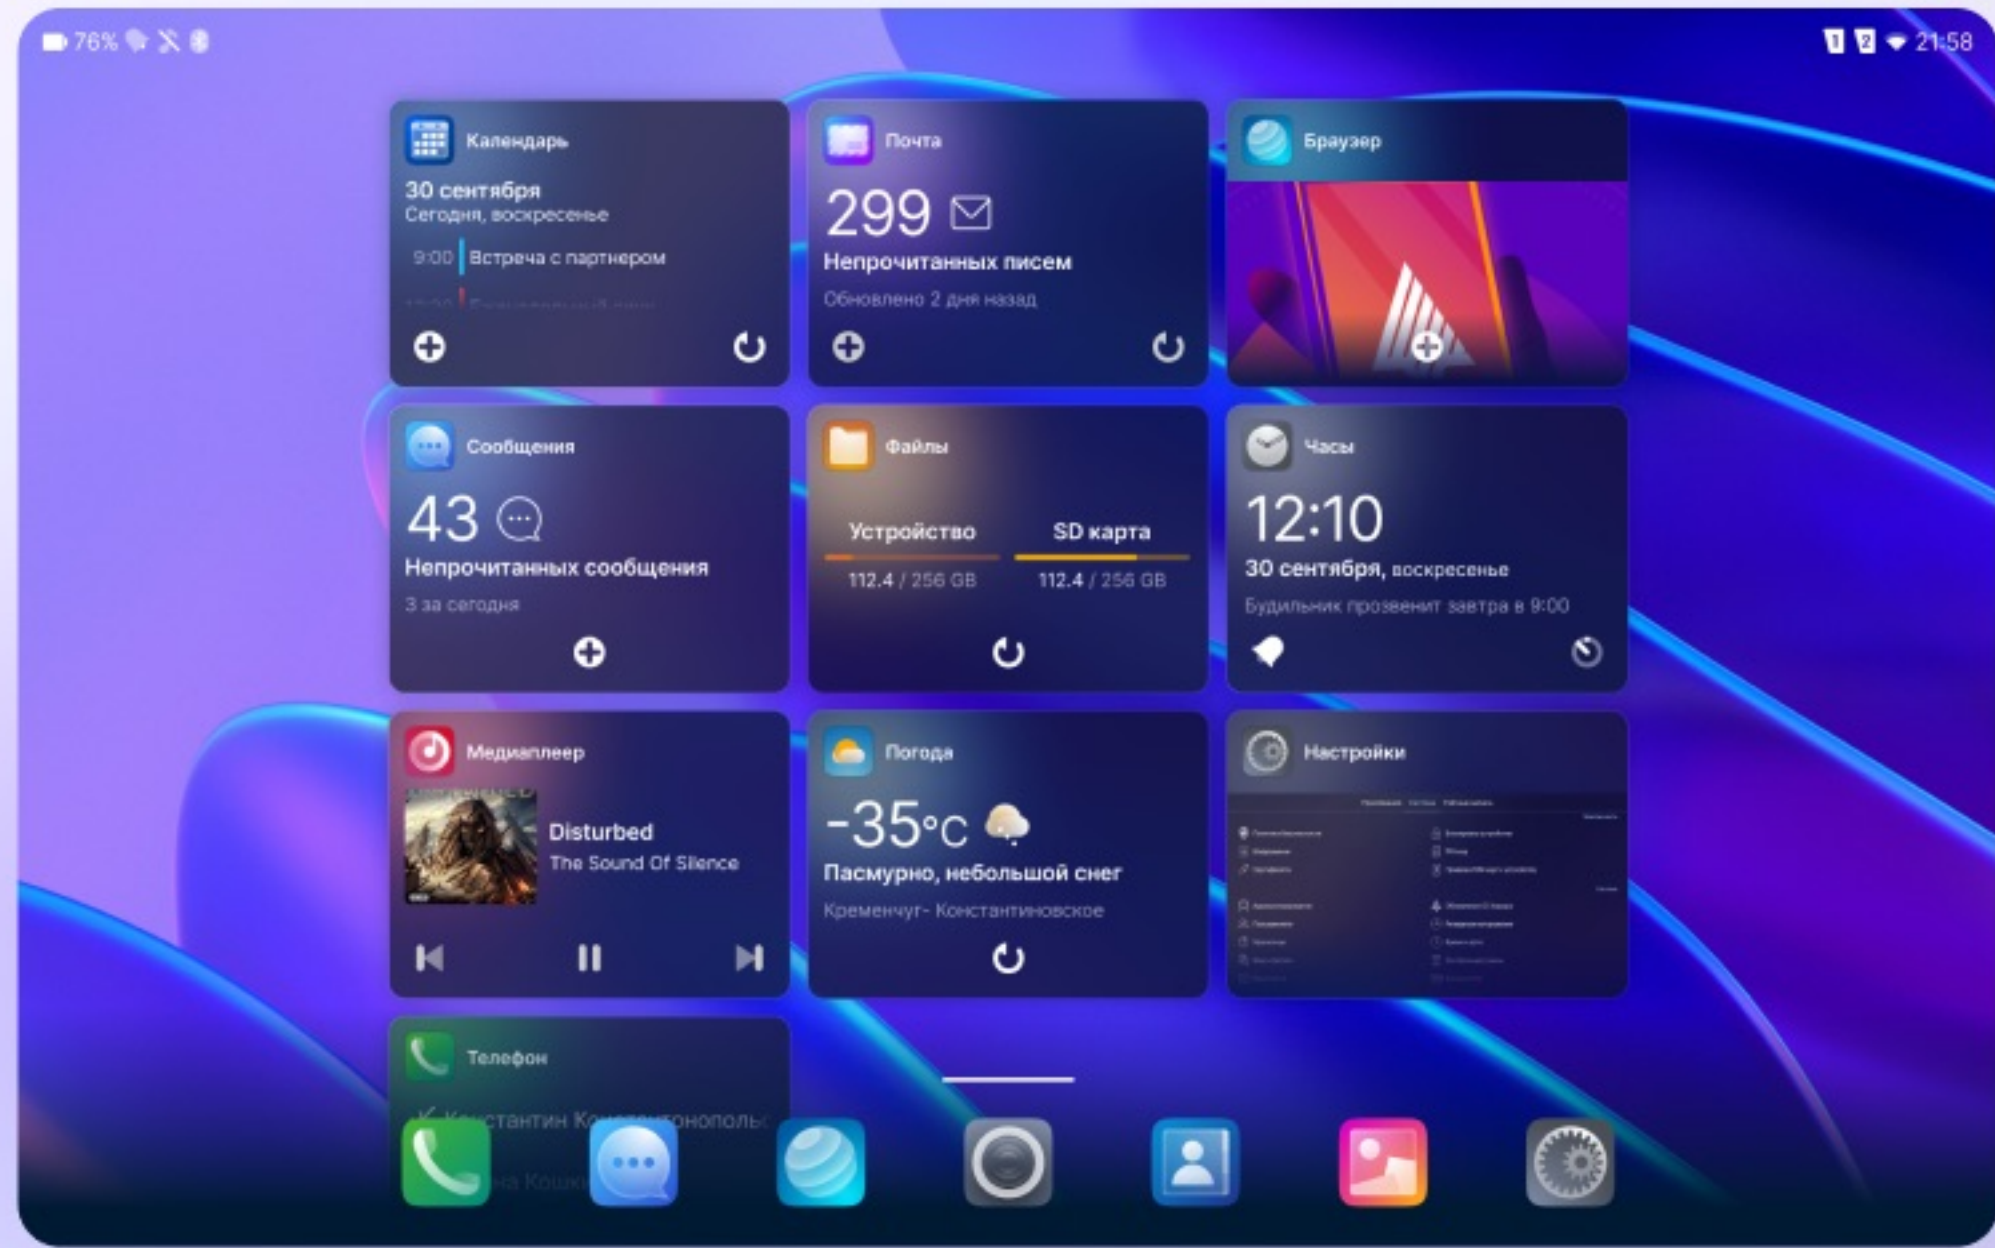 76%
1 2 21:58
Календарь
30 сентября
Сегодня, воскресенье
9:00 Встреча с партнером
Почта
299
Непрочитанных писем
Обновлено 2 дня назад
Браузер
Сообщения
43
Непрочитанных сообщения
3 за сегодня
Файлы
Устройство SD карта
112.4 / 256 GB 112.4 / 256 GB
Часы
12:10
30 сентября, воскресенье
Будильник прозвенит завтра в 9:00
Медиаплеер
Disturbed
The Sound Of Silence
Погода
-35°C
Пасмурно, небольшой снег
Кременчуг- Константиновское
Настройки
Телефон